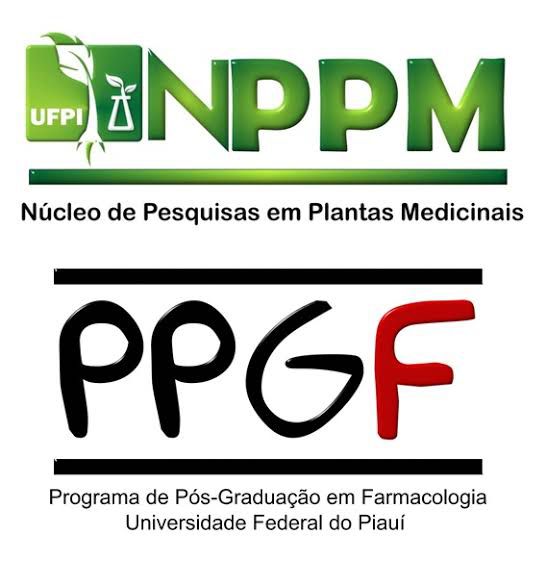 UFPI NPPM
Núcleo de Pesquisas em Plantas Medicinais
PPGF
Programa de Pós-Graduação em Farmacologia
Universidade Federal do Piauí